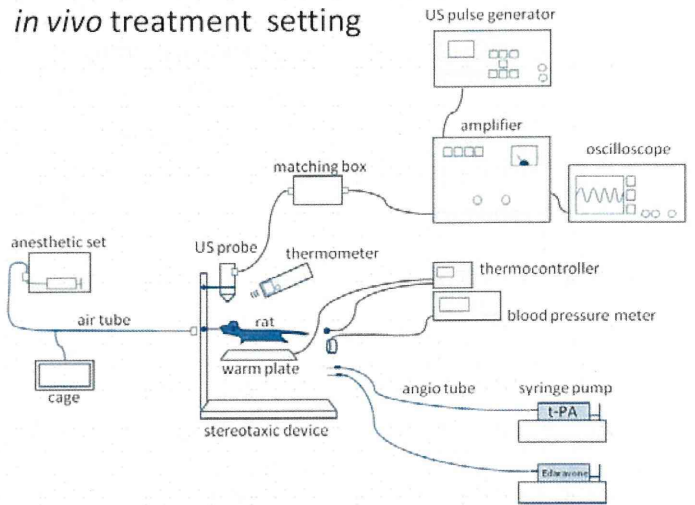 in vivo treatment setting
US pulse generator
amplifier
oscilloscope
matching box
anesthetic set
US probe
thermometer
thermocontroller
air tube
rat
blood pressure meter
warm plate
cage
angio tube
syringe pump
t-PA
stereotaxic device
Edaravone